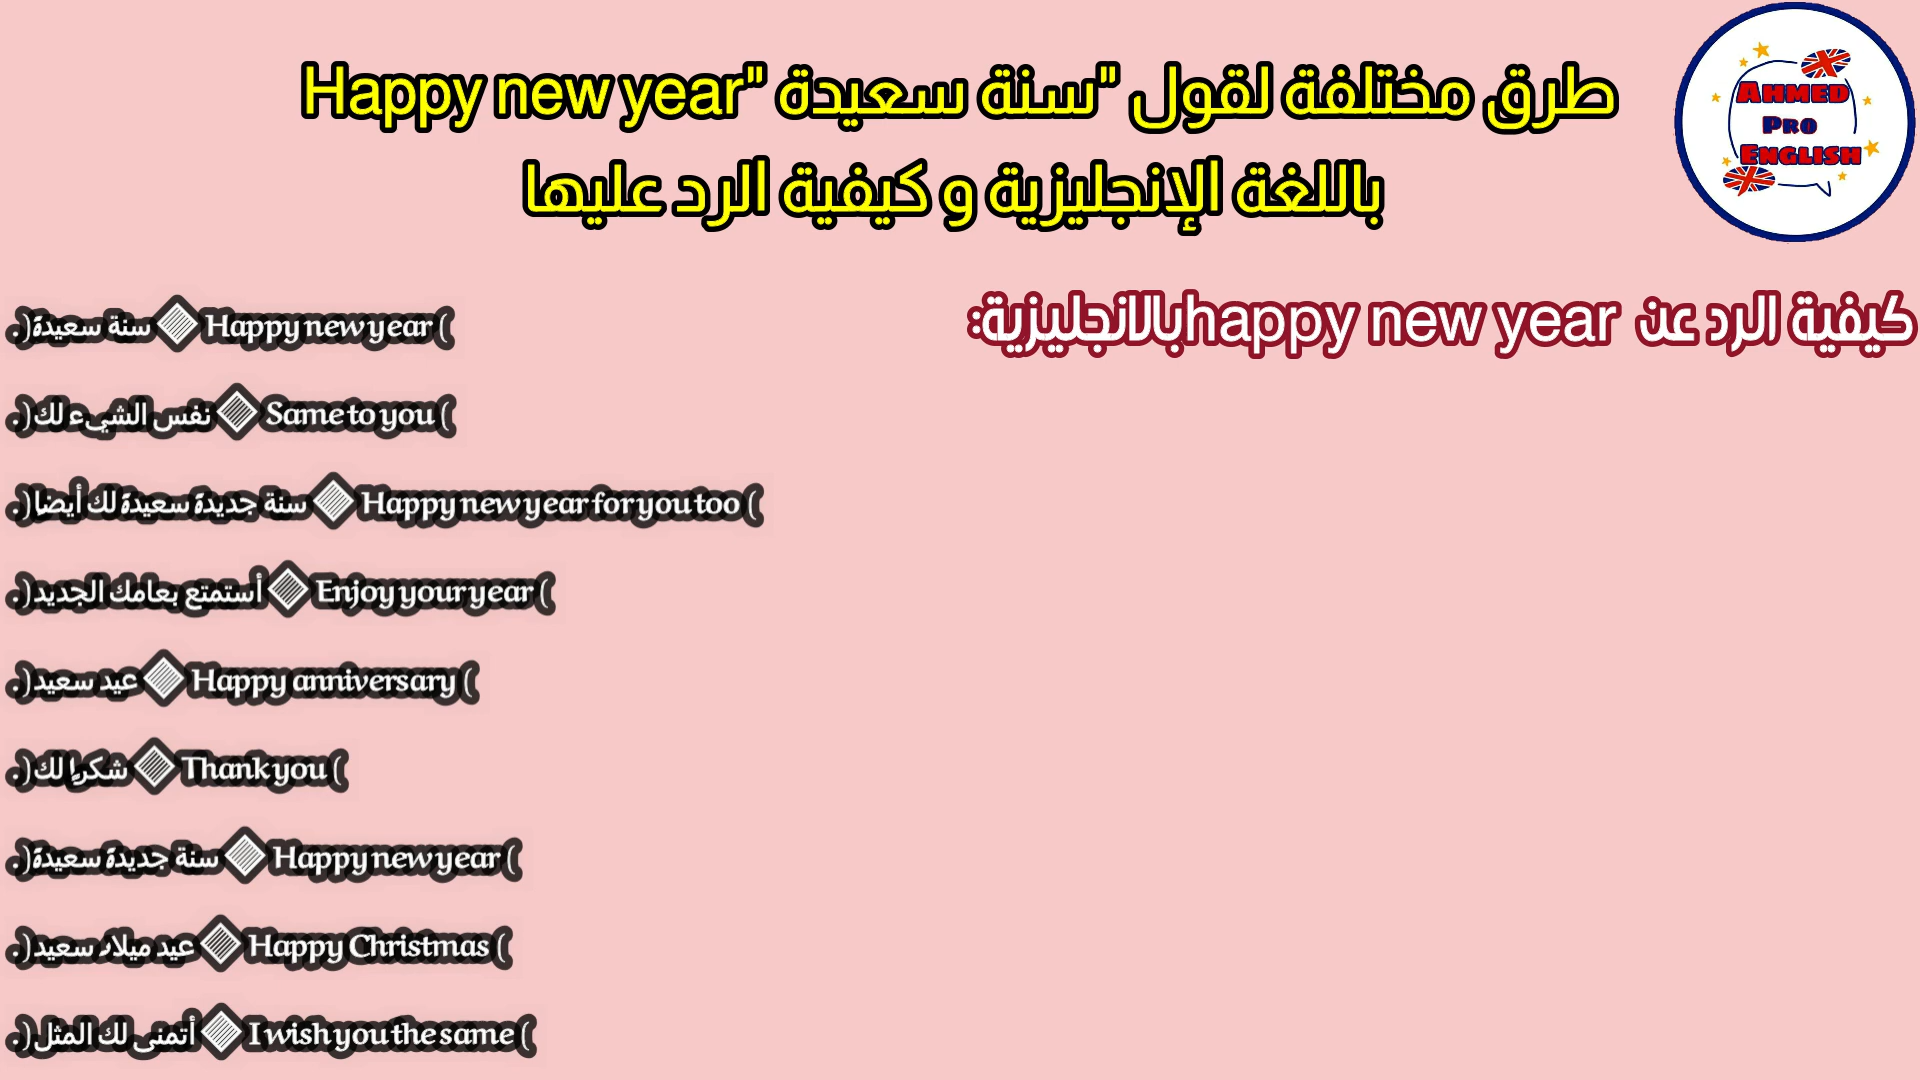 طرق مختلفة لقول "سنة سعيدة "Happy new year
باللغة الإنجليزية و كيفية الرد عليها
AHMED
PRO
ENGLISH
كيفية الرد عن happy new year بالانجليزية:
.)سنة سعيدة ◈ Happy new year (
.)نفس الشيء لك ◈ Same to you (
.)سنة جديدة سعيدة لك أيضا ◈ Happy new year for you too (
.)أستمتع بعامك الجديد ◈ Enjoy your year (
.)عيد سعيد ◈ Happy anniversary (
.)شكرا لك ◈ Thank you (
.)سنة جديدة سعيدة ◈ Happy new year (
.)عيد ميلاد سعيد ◈ Happy Christmas (
.)أتمنى لك المثل ◈ I wish you the same (